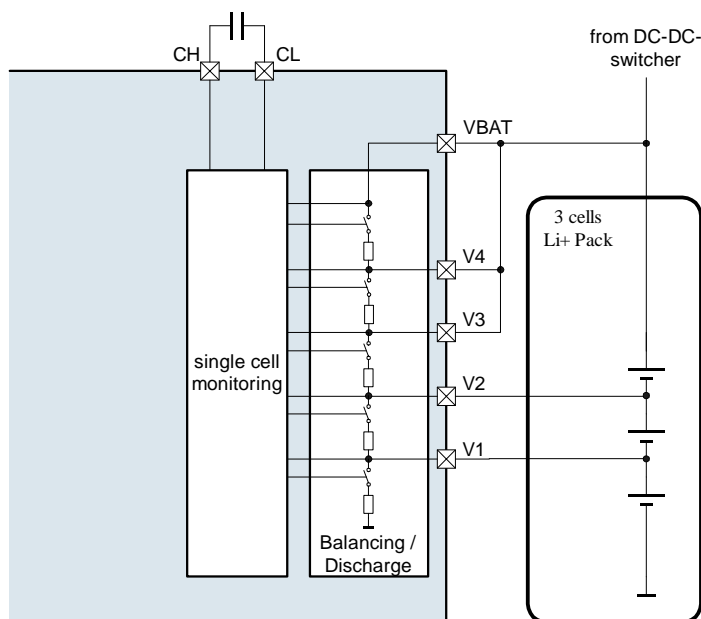 CH CL
from DC-DC-
switcher
VBAT
3 cells
Li+ Pack
V4
V3
single cell
monitoring
V2
V1
Balancing /
Discharge